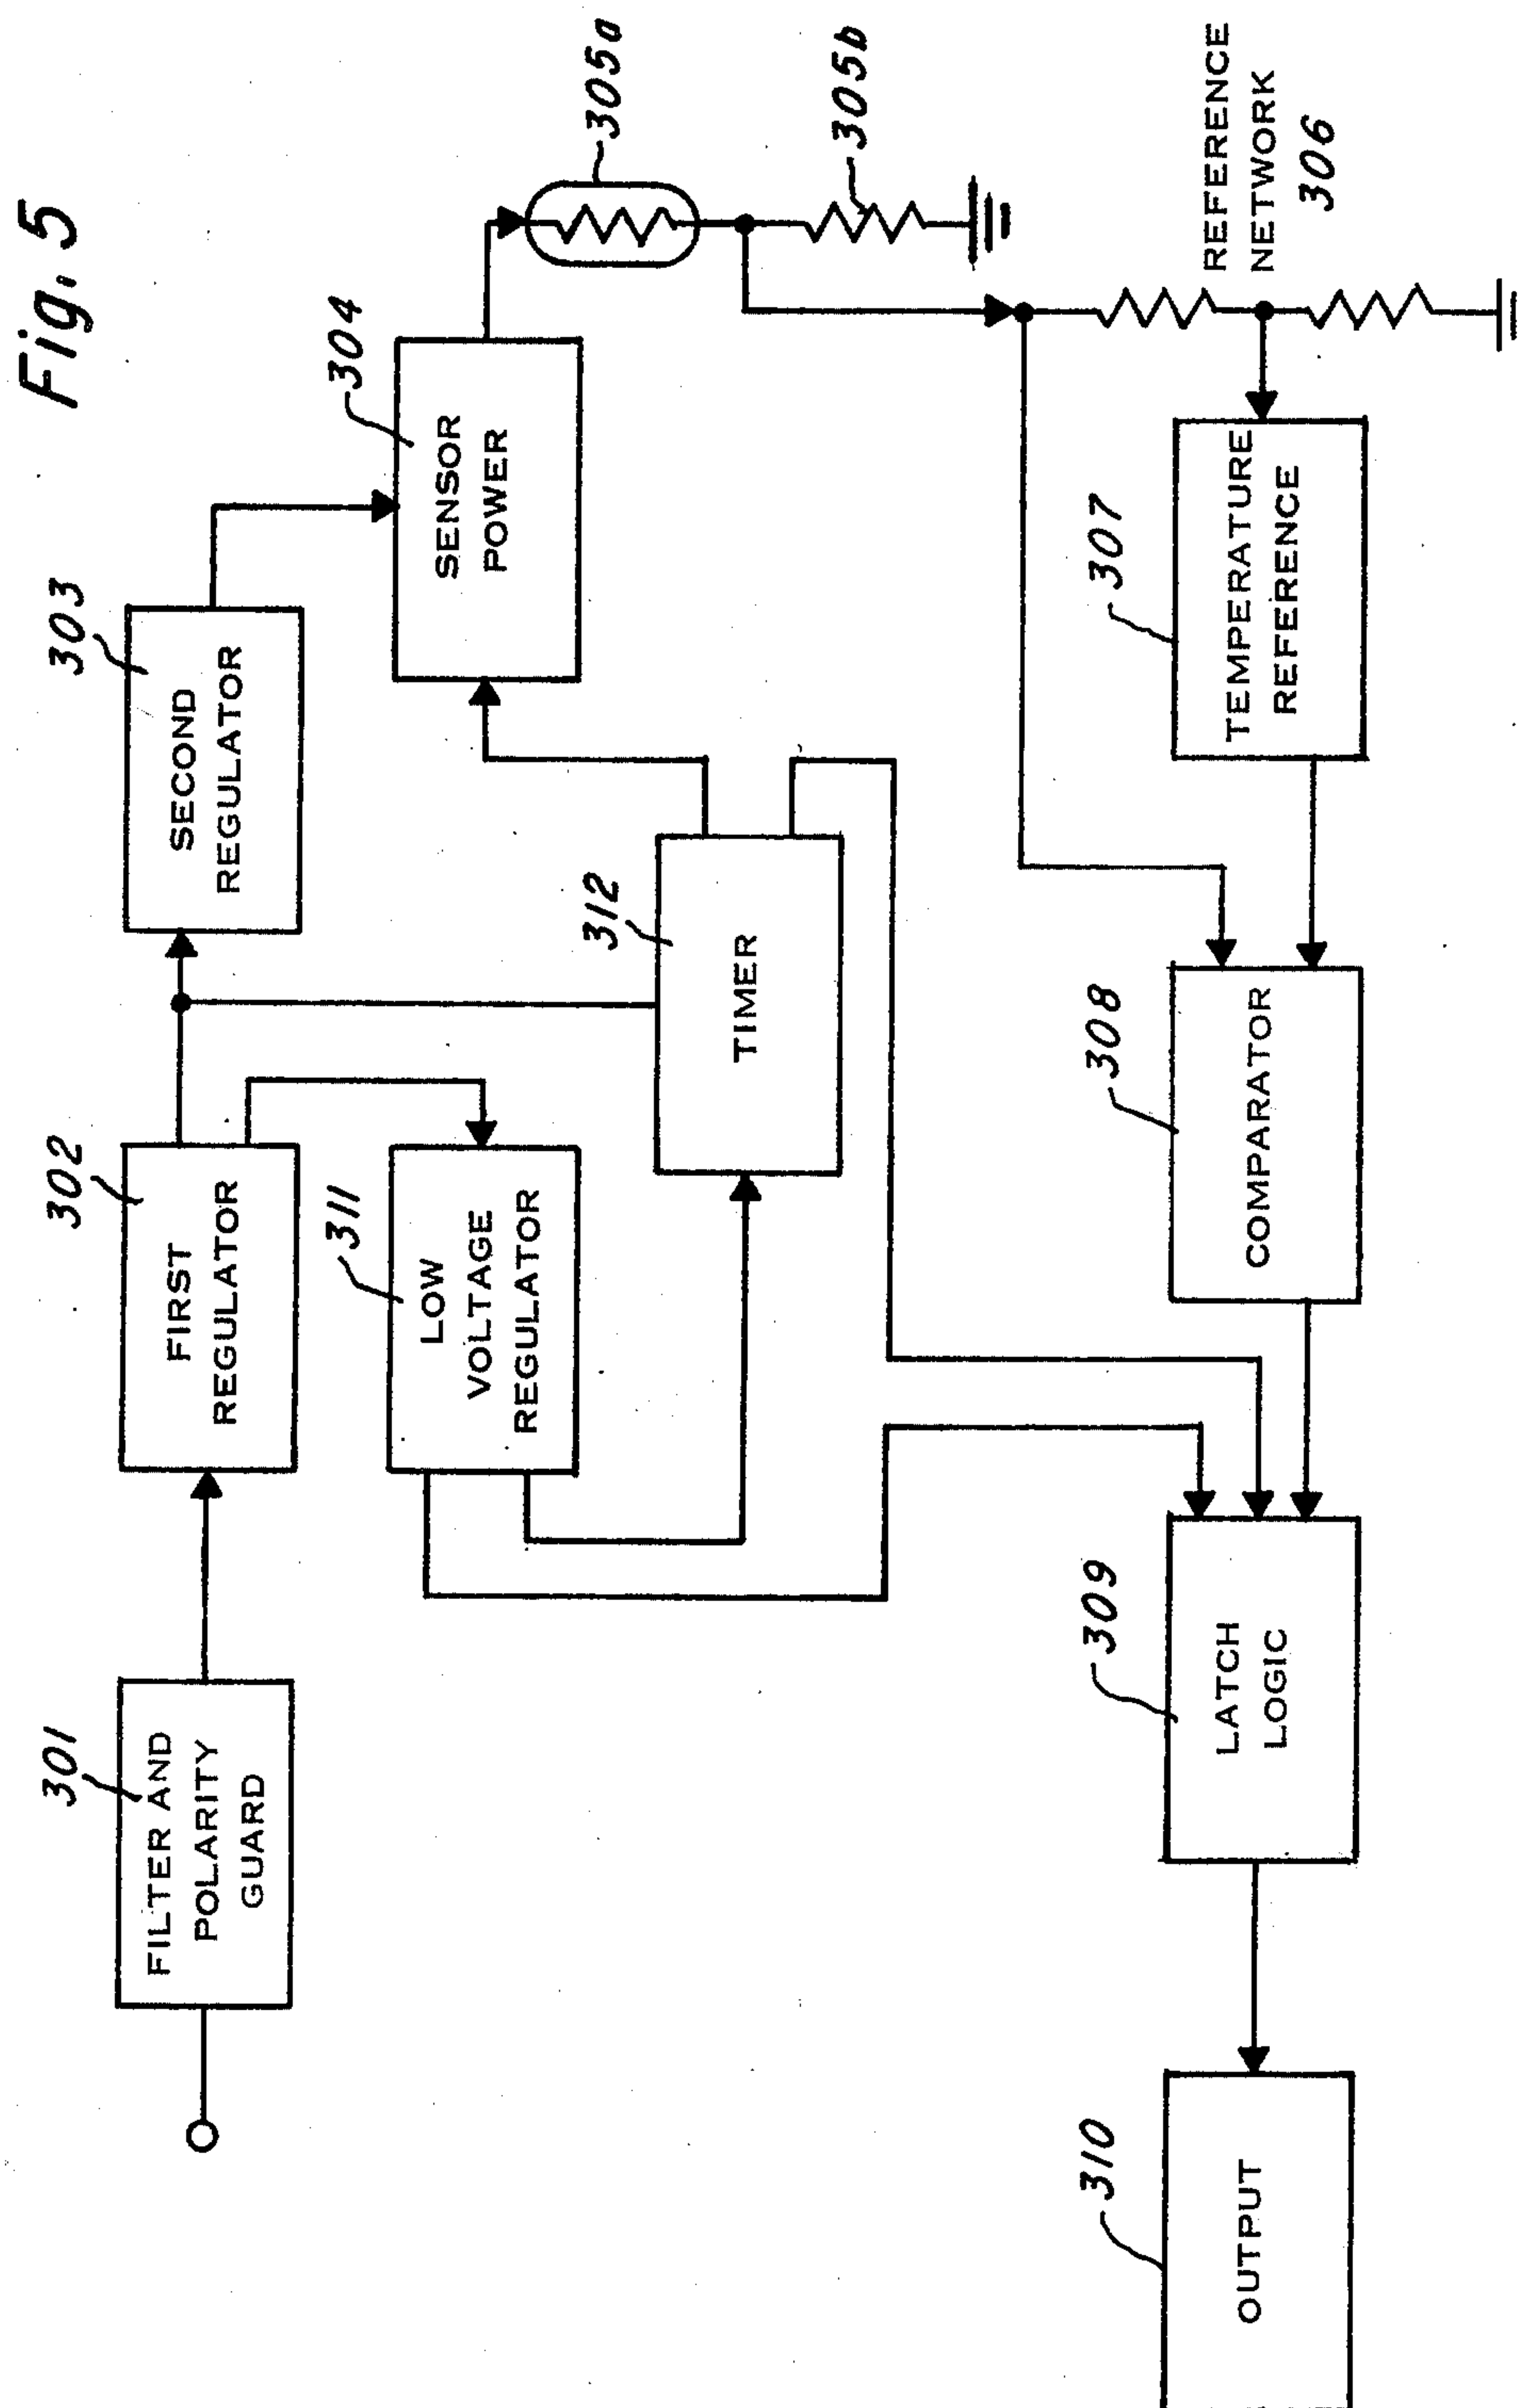 Fig. 5
301
FILTER AND
POLARITY
GUARD
302
FIRST
REGULATOR
303
SECOND
REGULATOR
311
LOW
VOLTAGE
REGULATOR
304
SENSOR
POWER
312
TIMER
305a
305b
310
OUTPUT
309
LATCH
LOGIC
308
COMPARATOR
307
TEMPERATURE
REFERENCE
REFERENCE
NETWORK
306